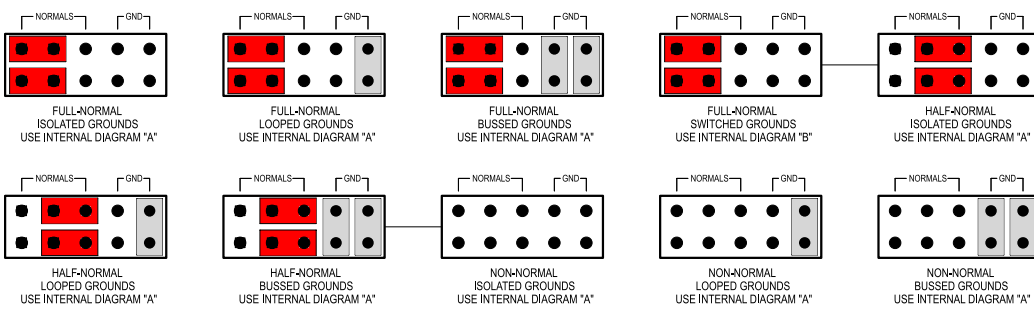 NORMALS GND NORMALS GND NORMALS GND NORMALS GND NORMALS GND
FULL-NORMAL
ISOLATED GROUNDS
USE INTERNAL DIAGRAM "A"
FULL-NORMAL
LOOPED GROUNDS
USE INTERNAL DIAGRAM "A"
FULL-NORMAL
BUSSED GROUNDS
USE INTERNAL DIAGRAM "A"
FULL-NORMAL
SWITCHED GROUNDS
USE INTERNAL DIAGRAM "B"
HALF-NORMAL
ISOLATED GROUNDS
USE INTERNAL DIAGRAM "A"
NORMALS GND NORMALS GND NORMALS GND NORMALS GND NORMALS GND
HALF-NORMAL
LOOPED GROUNDS
USE INTERNAL DIAGRAM "A"
HALF-NORMAL
BUSSED GROUNDS
USE INTERNAL DIAGRAM "A"
NON-NORMAL
ISOLATED GROUNDS
USE INTERNAL DIAGRAM "A"
NON-NORMAL
LOOPED GROUNDS
USE INTERNAL DIAGRAM "A"
NON-NORMAL
BUSSED GROUNDS
USE INTERNAL DIAGRAM "A"